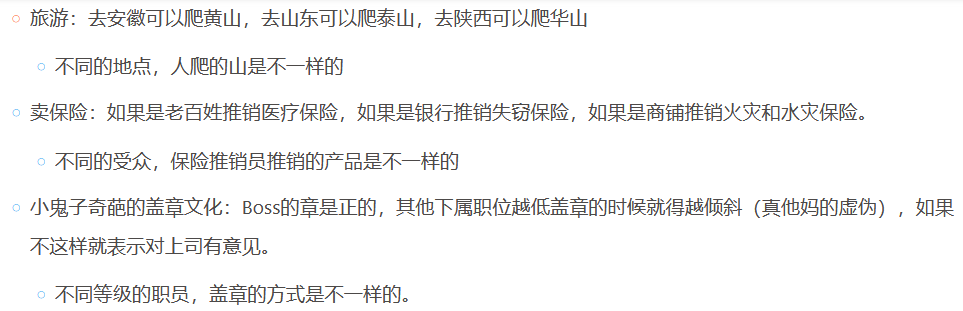 旅游：去安徽可以爬黄山，去山东可以爬泰山，去陕西可以爬华山
不同的地点，人爬的山是不一样的
卖保险：如果是老百姓推销医疗保险，如果是银行推销失窃保险，如果是商铺推销火灾和水灾保险。
不同的受众，保险推销员推销的产品是不一样的
小鬼子奇葩的盖章文化：Boss的章是正的，其他下属职位越低盖章的时候就得越倾斜（真他妈的虚伪），如果
不这样就表示对上司有意见。
不同等级的职员，盖章的方式是不一样的。